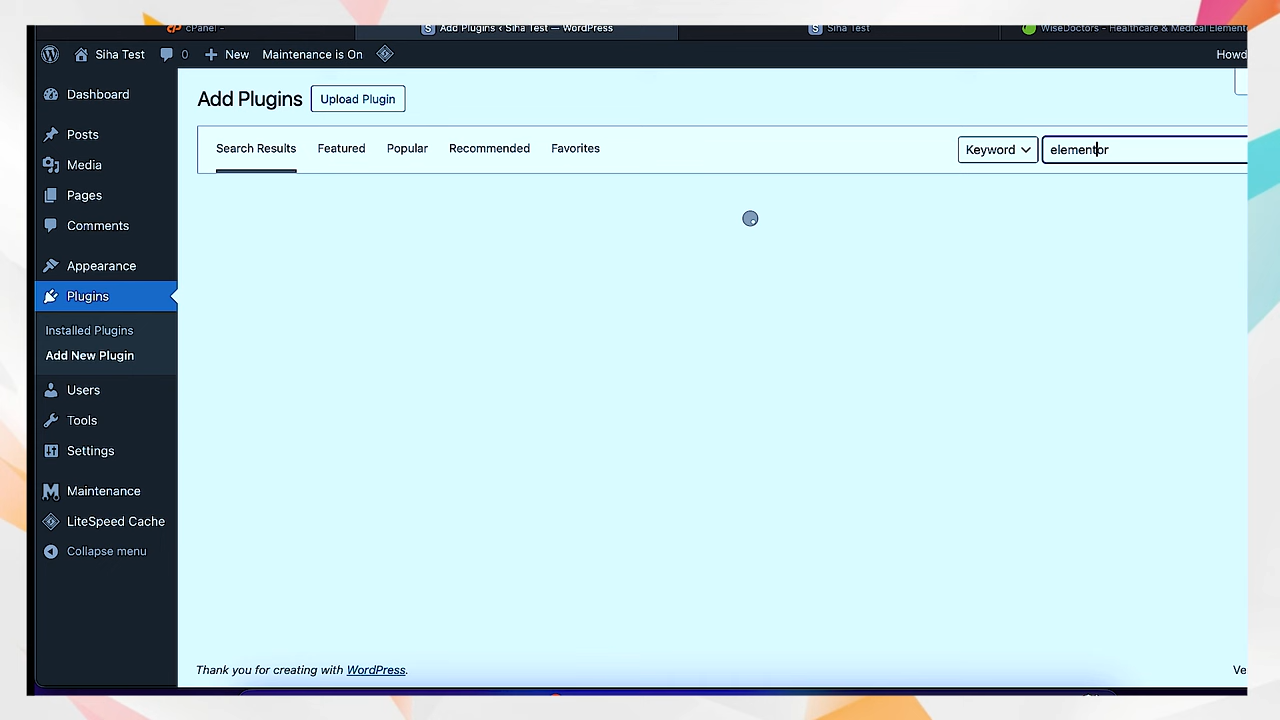 cPanel -
Add Plugins ‹ Siha Test — WordPress
Siha Test
WiseDoctors - Healthcare & Medical Element
Siha Test
0
New
Maintenance is On
Howd
Dashboard
Posts
Media
Pages
Comments
Appearance
Plugins
Installed Plugins
Add New Plugin
Users
Tools
Settings
Maintenance
LiteSpeed Cache
Collapse menu
Add Plugins
Upload Plugin
Search Results
Featured
Popular
Recommended
Favorites
Keyword
elementor
Thank you for creating with WordPress.
Ve